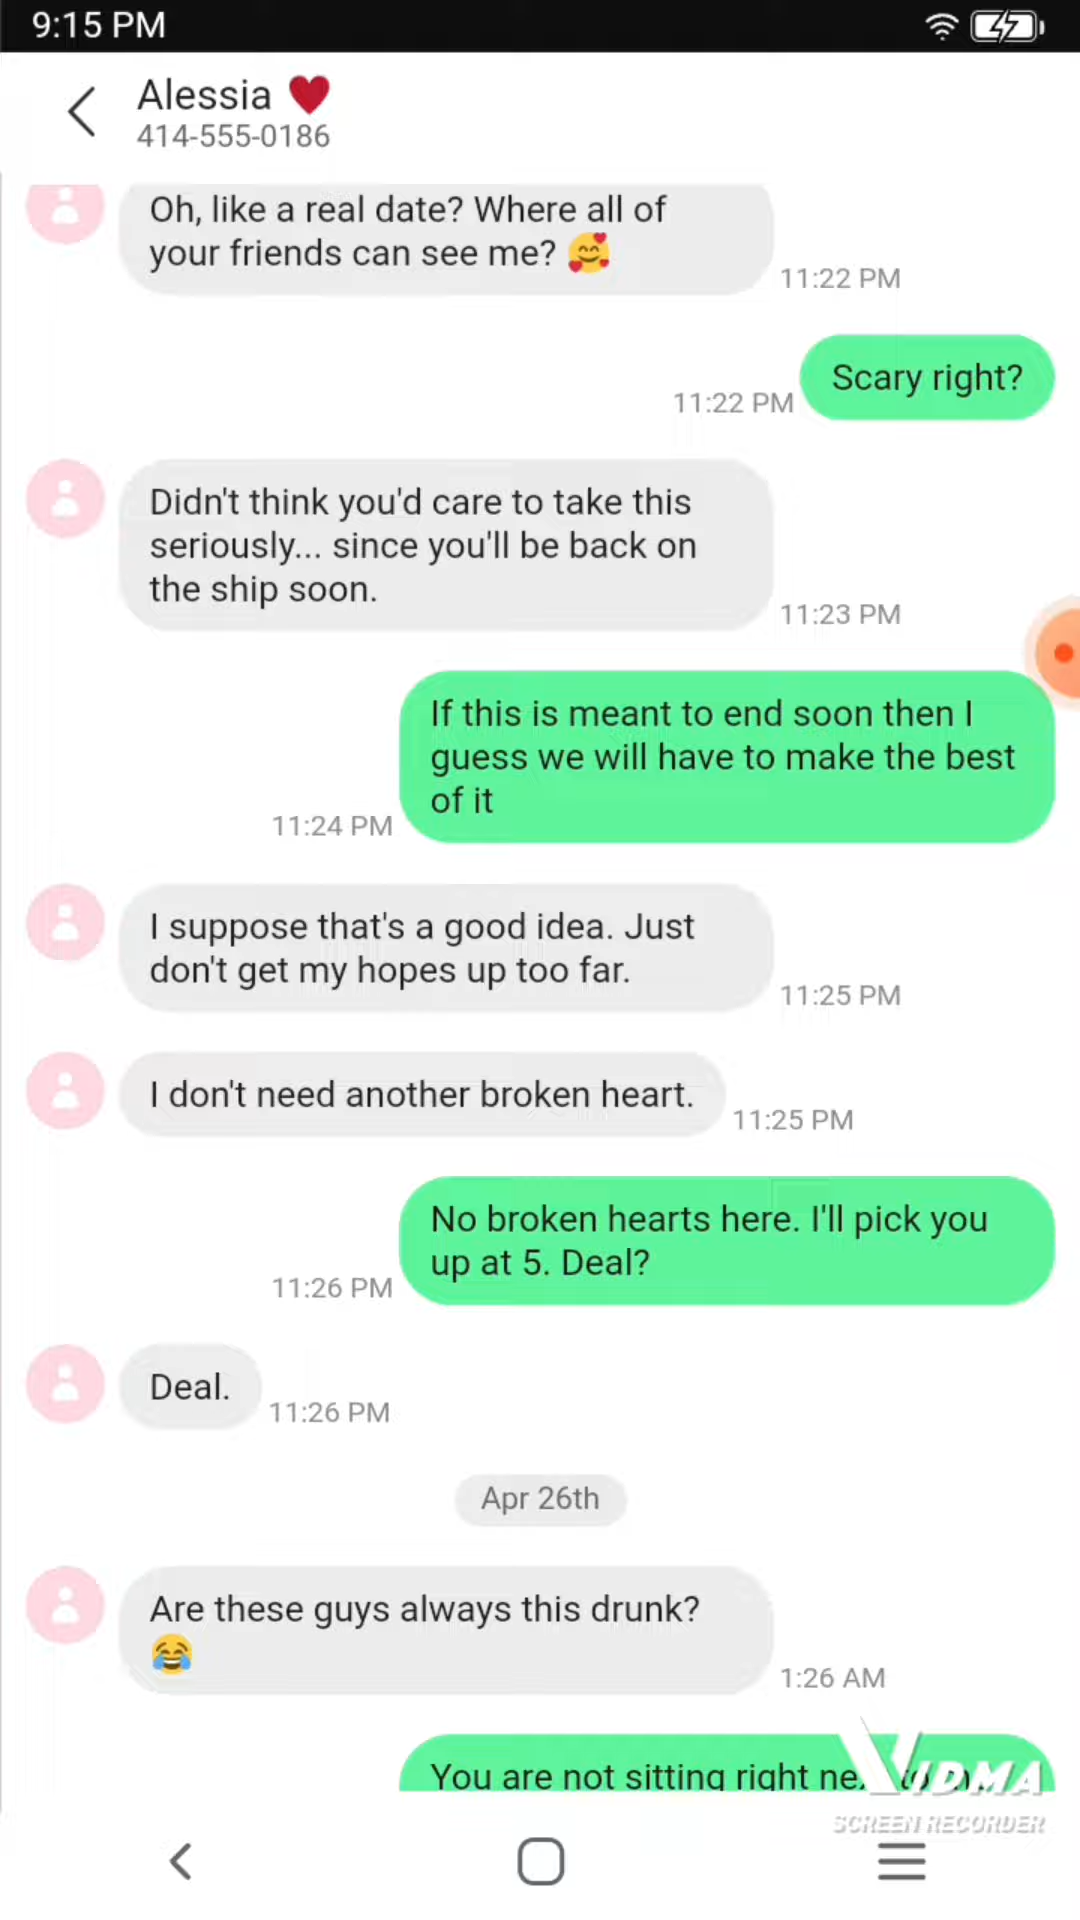 9:15 PM
Alessia
414-555-0186
Oh, like a real date? Where all of
your friends can see me? 🥰
11:22 PM
Scary right?
11:22 PM
Didn't think you'd care to take this
seriously... since you'll be back on
the ship soon.
11:23 PM
If this is meant to end soon then I
guess we will have to make the best
of it
11:24 PM
I suppose that's a good idea. Just
don't get my hopes up too far.
11:25 PM
I don't need another broken heart.
11:25 PM
No broken hearts here. I'll pick you
up at 5. Deal?
11:26 PM
Deal.
11:26 PM
Apr 26th
Are these guys always this drunk?
😂
1:26 AM
You are not sitting right
VIDMA
SCREEN RECORDER